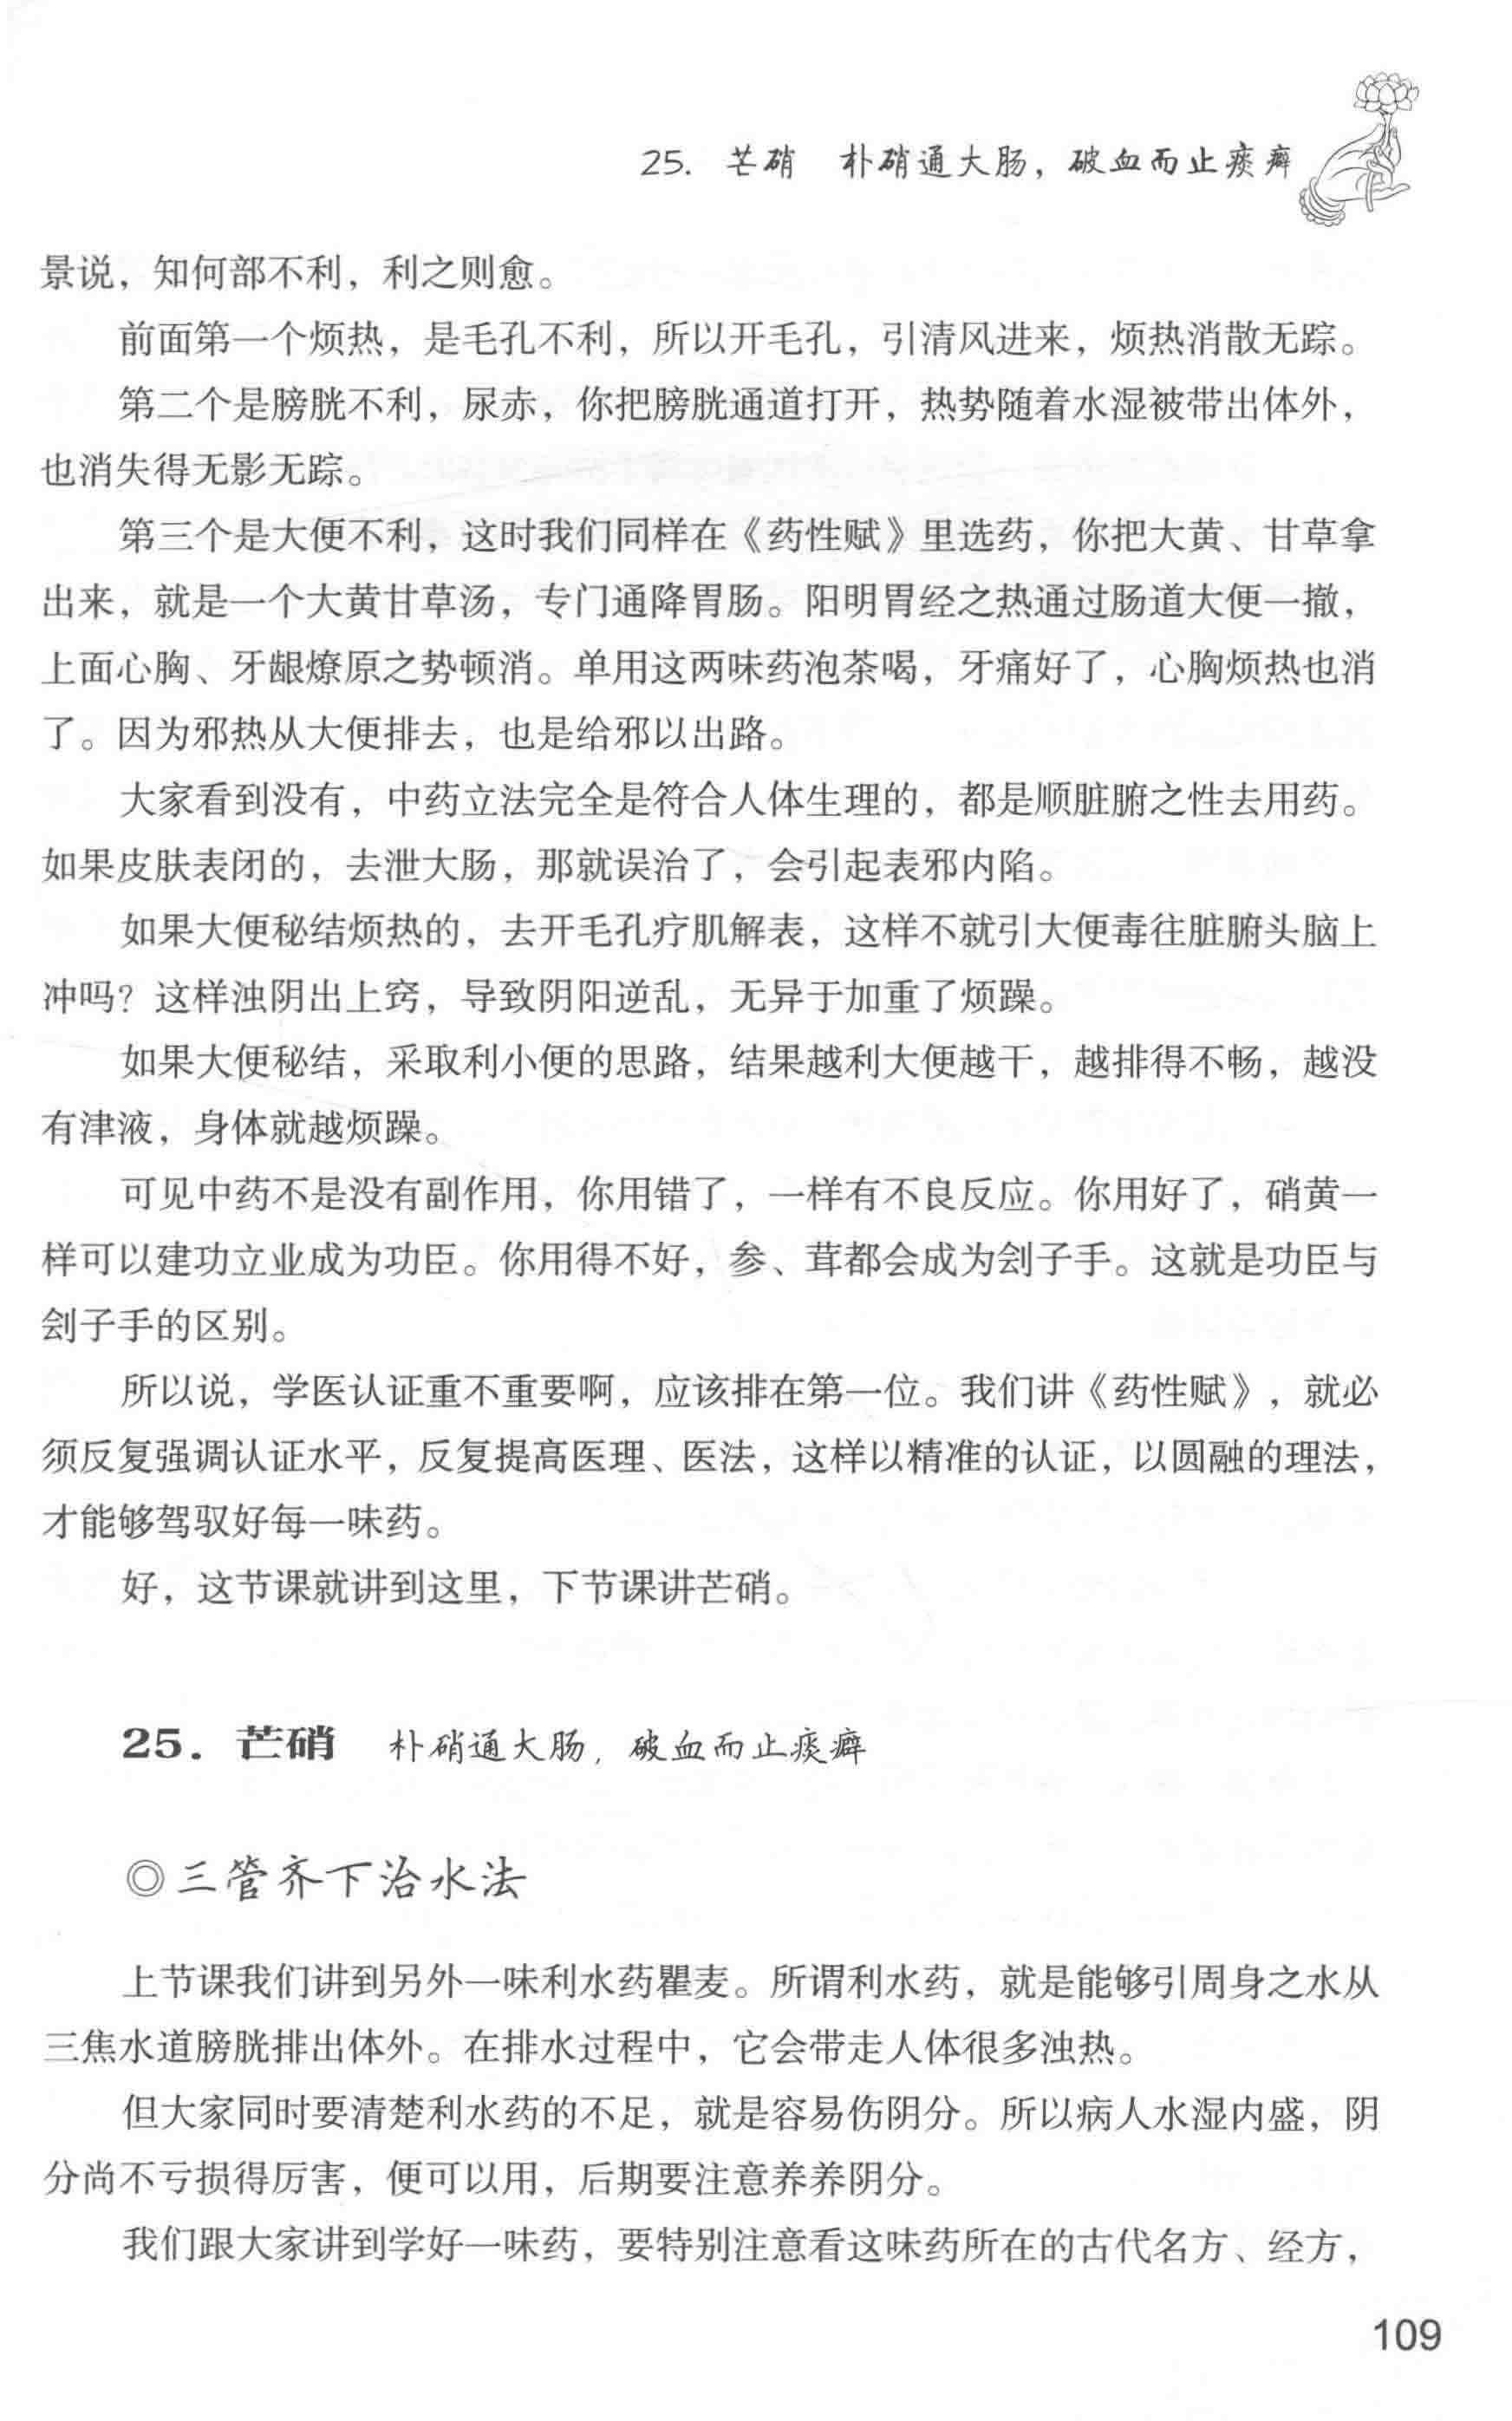 25. 芒硝　朴硝通大肠，破血而止痰癖
景说，知何部不利，利之则愈。
前面第一个烦热，是毛孔不利，所以开毛孔，引清风进来，烦热消散无踪。
第二个是膀胱不利，尿赤，你把膀胱通道打开，热势随着水湿被带出体外，
也消失得无影无踪。
第三个是大便不利，这时我们同样在《药性赋》里选药，你把大黄、甘草拿
出来，就是一个大黄甘草汤，专门通降胃肠。阳明胃经之热通过肠道大便一撤，
上面心胸、牙龈燎原之势顿消。单用这两味药泡茶喝，牙痛好了，心胸烦热也消
了。因为邪热从大便排去，也是给邪以出路。
大家看到没有，中药立法完全是符合人体生理的，都是顺脏腑之性去用药。
如果皮肤表闭的，去泄大肠，那就误治了，会引起表邪内陷。
如果大便秘结烦热的，去开毛孔疗肌解表，这样不就引大便毒往脏腑头脑上
冲吗？这样浊阴出上窍，导致阴阳逆乱，无异于加重了烦躁。
如果大便秘结，采取利小便的思路，结果越利大便越干，越排得不畅，越没
有津液，身体就越烦躁。
可见中药不是没有副作用，你用错了，一样有不良反应。你用好了，硝黄一
样可以建功立业成为功臣。你用得不好，参、茸都会成为刽子手。这就是功臣与
刽子手的区别。
所以说，学医认证重不重要啊，应该排在第一位。我们讲《药性赋》，就必
须反复强调认证水平，反复提高医理、医法，这样以精准的认证，以圆融的理法，
才能够驾驭好每一味药。
好，这节课就讲到这里，下节课讲芒硝。
25. 芒硝　朴硝通大肠，破血而止痰癖
◎三管齐下治水法
上节课我们讲到另外一味利水药瞿麦。所谓利水药，就是能够引周身之水从
三焦水道膀胱排出体外。在排水过程中，它会带走人体很多浊热。
但大家同时要清楚利水药的不足，就是容易伤阴分。所以病人水湿内盛，阴
分尚不亏损得厉害，便可以用，后期要注意养养阴分。
我们跟大家讲到学好一味药，要特别注意看这味药所在的古代名方、经方，
109